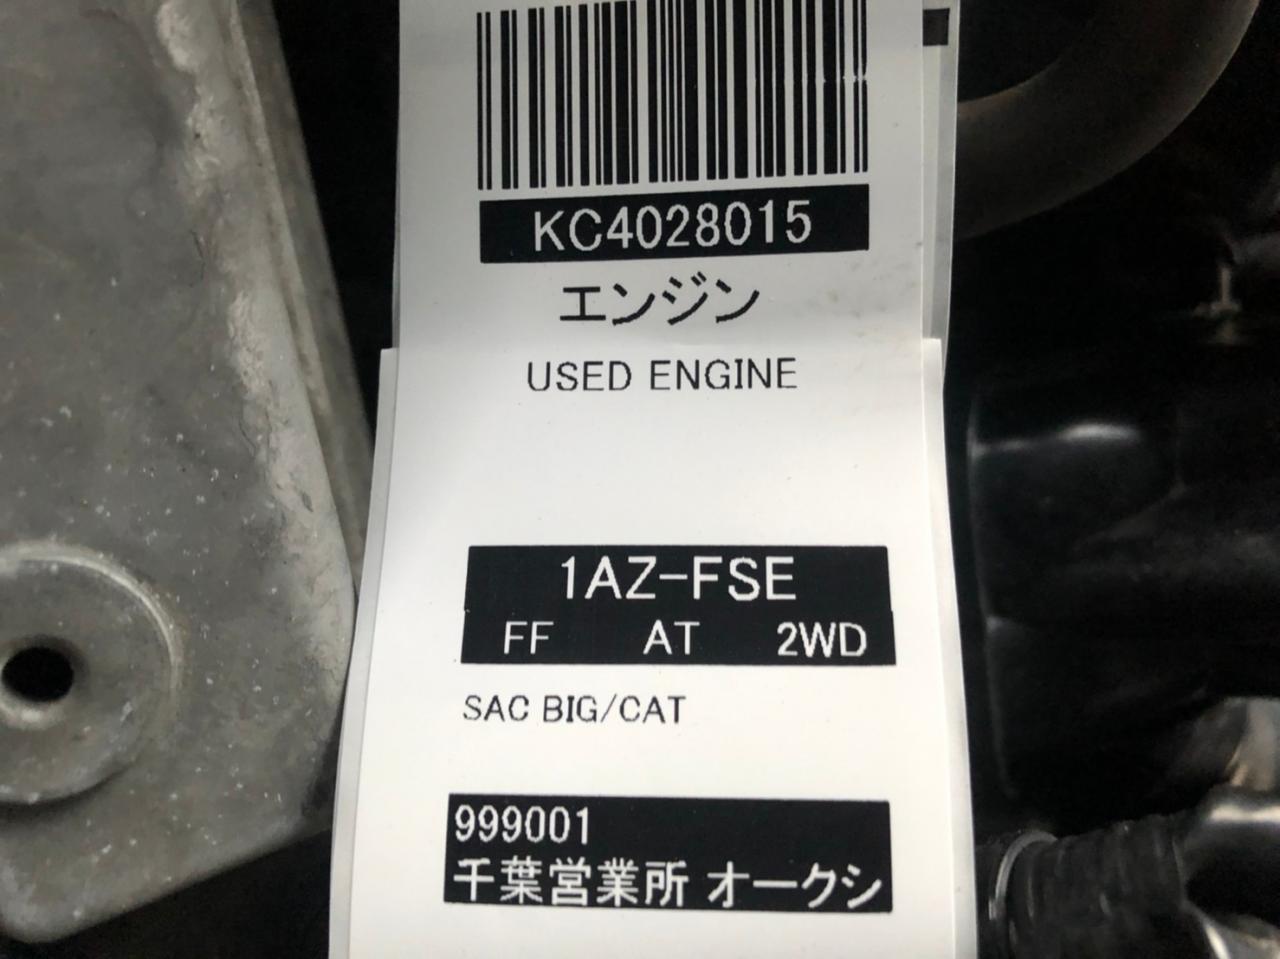 KC4028015
エンジン
USED ENGINE
1AZ-FSE
FF AT 2WD
SAC BIG/CAT
999001
千葉営業所 オークシ